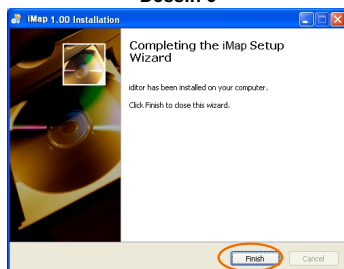 iMap 1.00 Installation
Completing the iMap Setup
Wizard
iditor has been installed on your computer.
Click Finish to close this wizard.
Finish
Cancel